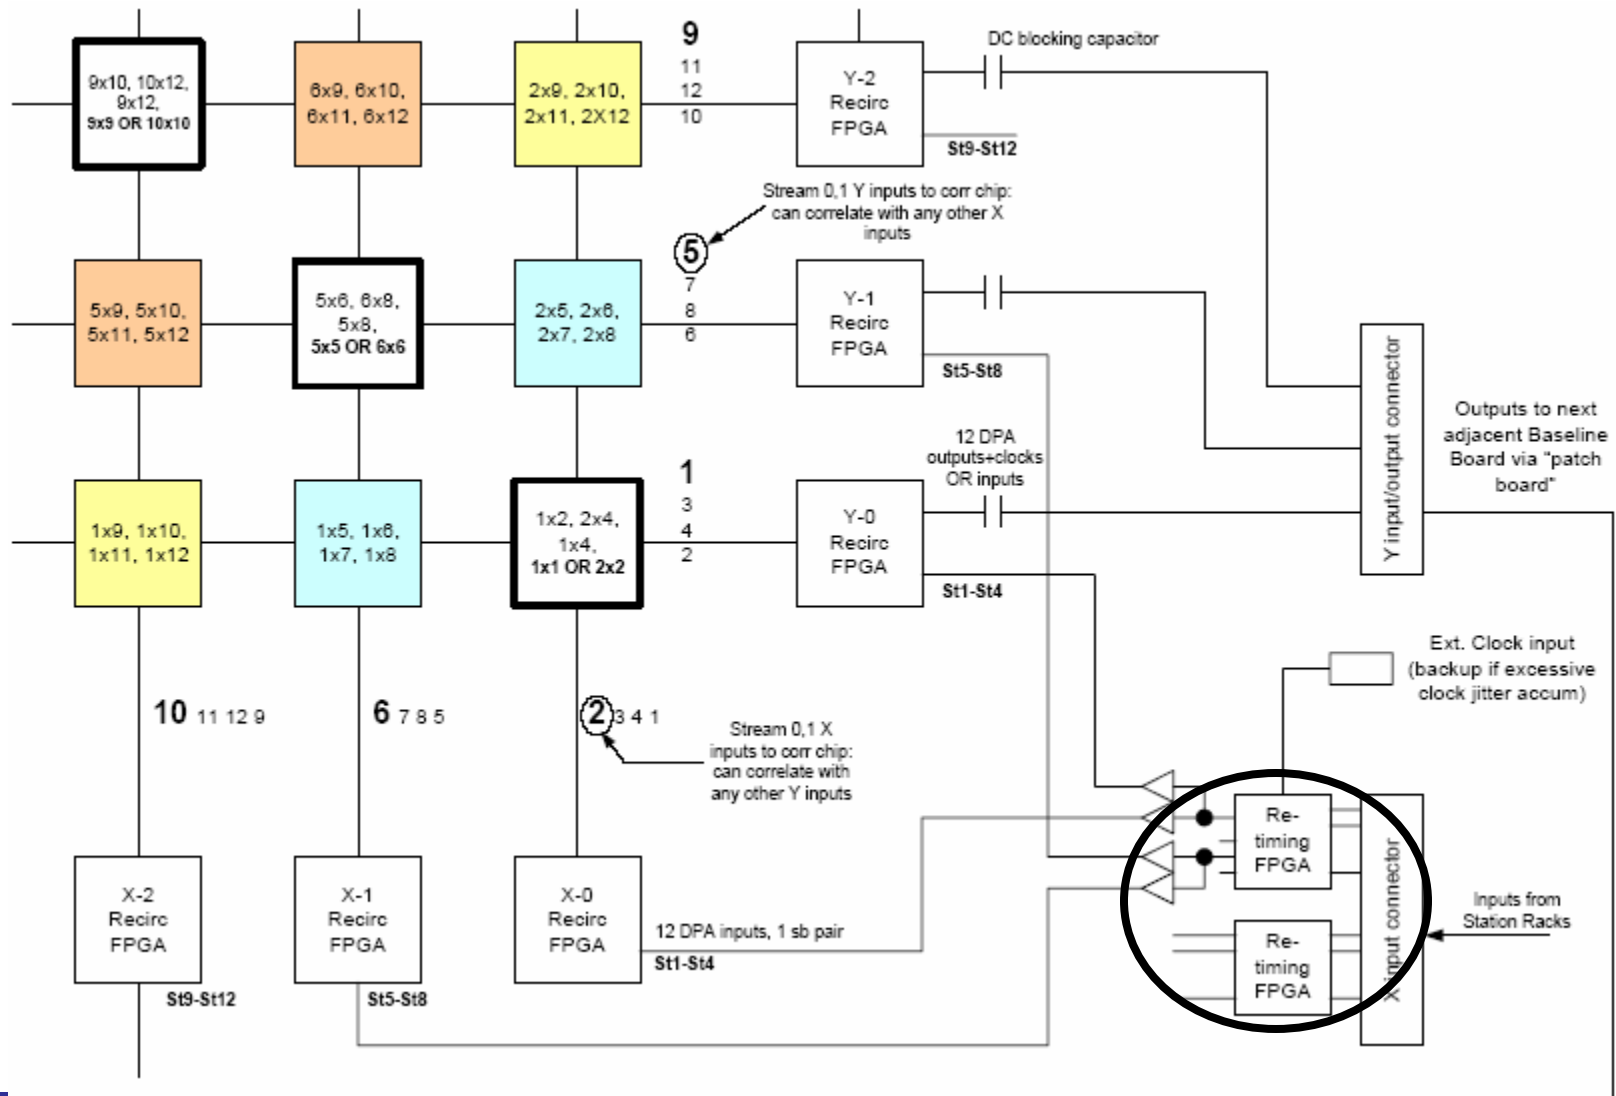 9
DC blocking capacitor
9x10, 10x12,
9x12,
9x9 OR 10x10
6x9, 6x10,
6x11, 6x12
2x9, 2x10,
2x11, 2X12
11
12
10
Y-2
Recirc
FPGA
St9-St12
Stream 0,1 Y inputs to corr chip:
can correlate with any other X
inputs
5
7
8
6
5x9, 5x10,
5x11, 5x12
5x6, 6x8,
5x8,
5x5 OR 6x6
2x5, 2x6,
2x7, 2x8
Y-1
Recirc
FPGA
St5-St8
Y input/output connector
Outputs to next
adjacent Baseline
Board via "patch
board"
12 DPA
outputs+clocks
OR inputs
1
3
4
2
1x9, 1x10,
1x11, 1x12
1x5, 1x6,
1x7, 1x8
1x2, 2x4,
1x4,
1x1 OR 2x2
Y-0
Recirc
FPGA
St1-St4
Ext. Clock input
(backup if excessive
clock jitter accum)
10 11 12 9
6 7 8 5
2 3 4 1
Stream 0,1 X
inputs to corr chip:
can correlate with
any other Y inputs
Re-
timing
FPGA
X-2
Recirc
FPGA
St9-St12
X-1
Recirc
FPGA
St5-St8
X-0
Recirc
FPGA
12 DPA inputs, 1 sb pair
St1-St4
Re-
timing
FPGA
X input connector
Inputs from
Station Racks